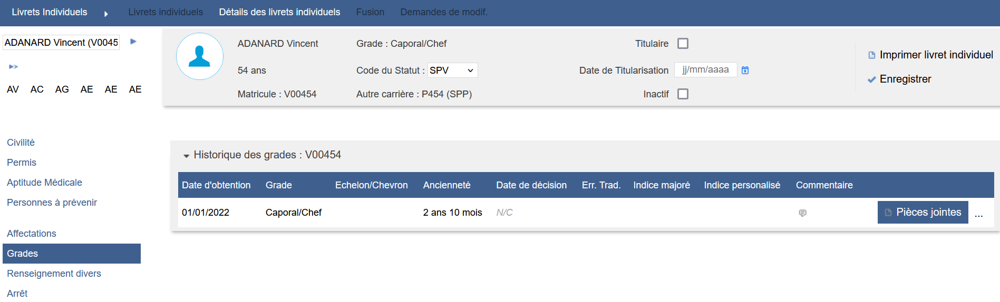 Livrets Individuels Livrets individuels Détails des livrets individuels Fusion Demandes de modif.
ADANARD Vincent (V0045
AV AC AG AE AE AE
Civilité
Permis
Aptitude Médicale
Personnes à prévenir
Affectations
Grades
Renseignement divers
Arrêt
ADANARD Vincent Grade : Caporal/Chef Titulaire
54 ans Code du Statut : SPV Date de Titularisation jj/mm/aaaa
Matricule : V00454 Autre carrière : P454 (SPP) Inactif
Imprimer livret individuel
Enregistrer
Historique des grades : V00454
Date d'obtention Grade Echelon/Chevron Ancienneté Date de décision Err. Trad. Indice majoré Indice personalisé Commentaire
01/01/2022 Caporal/Chef 2 ans 10 mois N/C Pièces jointes ...